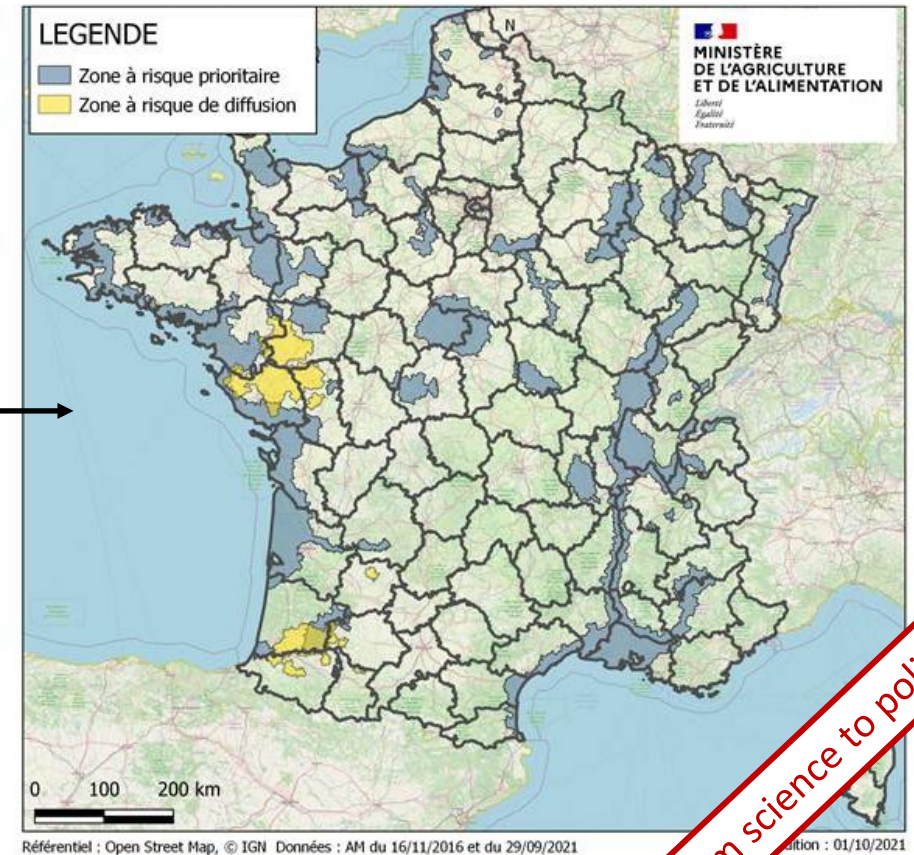 LEGENDE
Zone à risque prioritaire
Zone à risque de diffusion
N
MINISTÈRE
DE L'AGRICULTURE
ET DE L'ALIMENTATION
Liberté
Égalité
Fraternité
0 100 200 km
science to
Référentiel : Open Street Map, © IGN Données : AM du 16/11/2016 et du 29/09/2021
: 01/10/2021